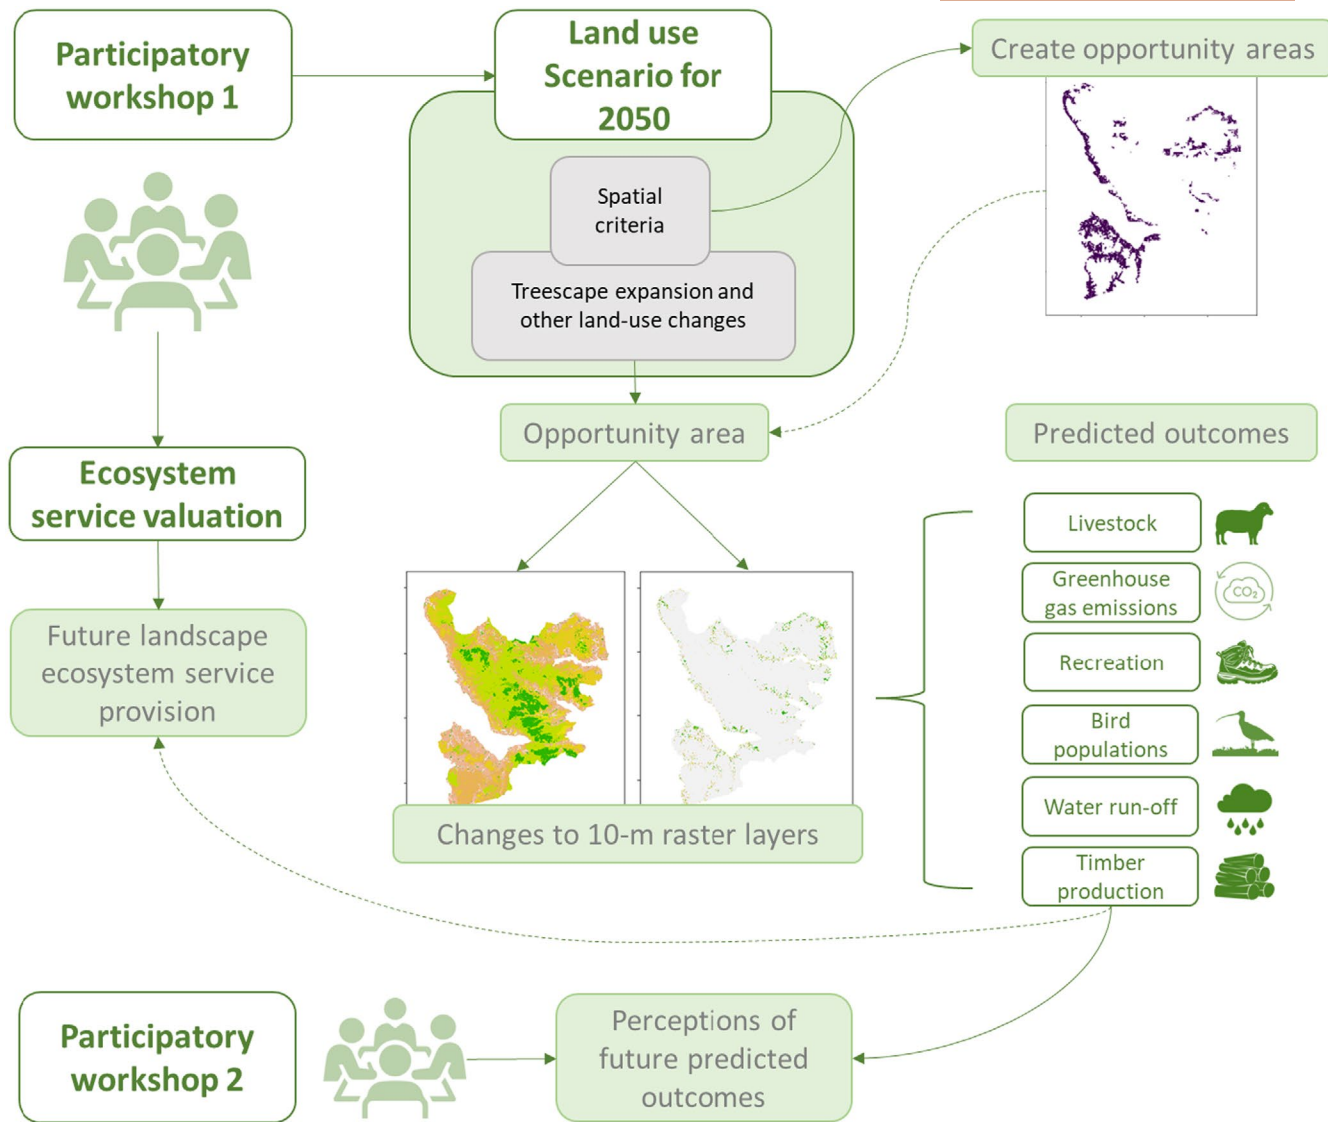 Participatory
workshop 1
Land use
Scenario for
2050
Create opportunity areas
Spatial
criteria
Treescape expansion and
other land-use changes
Opportunity area
Predicted outcomes
Ecosystem
service valuation
Future landscape
ecosystem service
provision
Livestock
Greenhouse
gas emissions
CO₂
Recreation
Bird
populations
Water run-off
Timber
production
Changes to 10-m raster layers
Participatory
workshop 2
Perceptions of
future predicted
outcomes